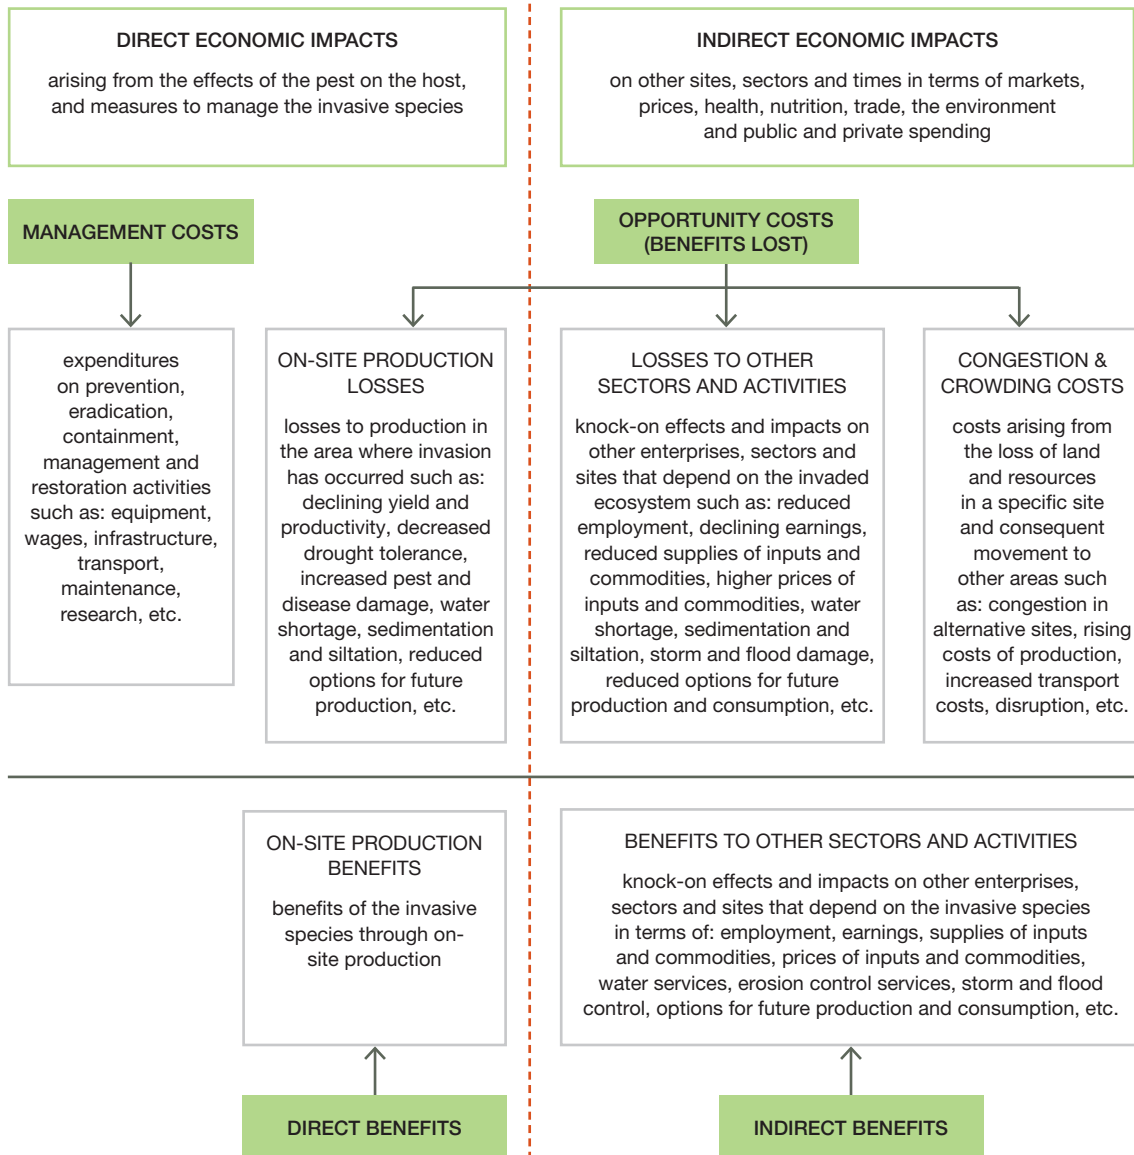 DIRECT ECONOMIC IMPACTS
arising from the effects of the pest on the host,
and measures to manage the invasive species
INDIRECT ECONOMIC IMPACTS
on other sites, sectors and times in terms of markets,
prices, health, nutrition, trade, the environment
and public and private spending
MANAGEMENT COSTS
OPPORTUNITY COSTS
(BENEFITS LOST)
expenditures
on prevention,
eradication,
containment,
management and
restoration activities
such as: equipment,
wages, infrastructure,
transport,
maintenance,
research, etc.
ON-SITE PRODUCTION
LOSSES
losses to production in
the area where invasion
has occurred such as:
declining yield and
productivity, decreased
drought tolerance,
increased pest and
disease damage, water
shortage, sedimentation
and siltation, reduced
options for future
production, etc.
LOSSES TO OTHER
SECTORS AND ACTIVITIES
knock-on effects and impacts on
other enterprises, sectors and
sites that depend on the invaded
ecosystem such as: reduced
employment, declining earnings,
reduced supplies of inputs and
commodities, higher prices of
inputs and commodities, water
shortage, sedimentation and
siltation, storm and flood damage,
reduced options for future
production and consumption, etc.
CONGESTION &
CROWDING COSTS
costs arising from
the loss of land
and resources
in a specific site
and consequent
movement to
other areas such
as: congestion in
alternative sites, rising
costs of production,
increased transport
costs, disruption, etc.
ON-SITE PRODUCTION
BENEFITS
benefits of the invasive
species through on-
site production
BENEFITS TO OTHER SECTORS AND ACTIVITIES
knock-on effects and impacts on other enterprises,
sectors and sites that depend on the invasive species
in terms of: employment, earnings, supplies of inputs
and commodities, prices of inputs and commodities,
water services, erosion control services, storm and flood
control, options for future production and consumption, etc.
DIRECT BENEFITS
INDIRECT BENEFITS